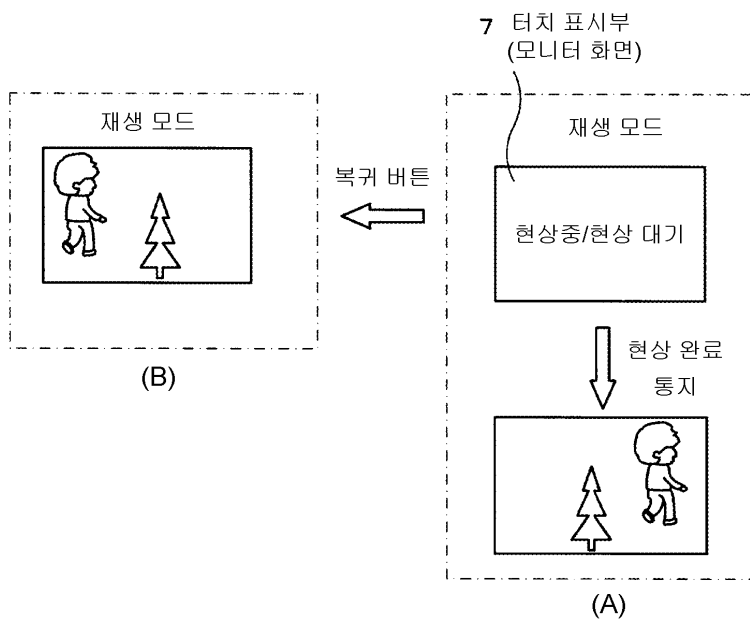 7 터치 표시부
(모니터 화면)
재생 모드
복귀 버튼
(B)
재생 모드
현상중/현상 대기
현상 완료
통지
(A)